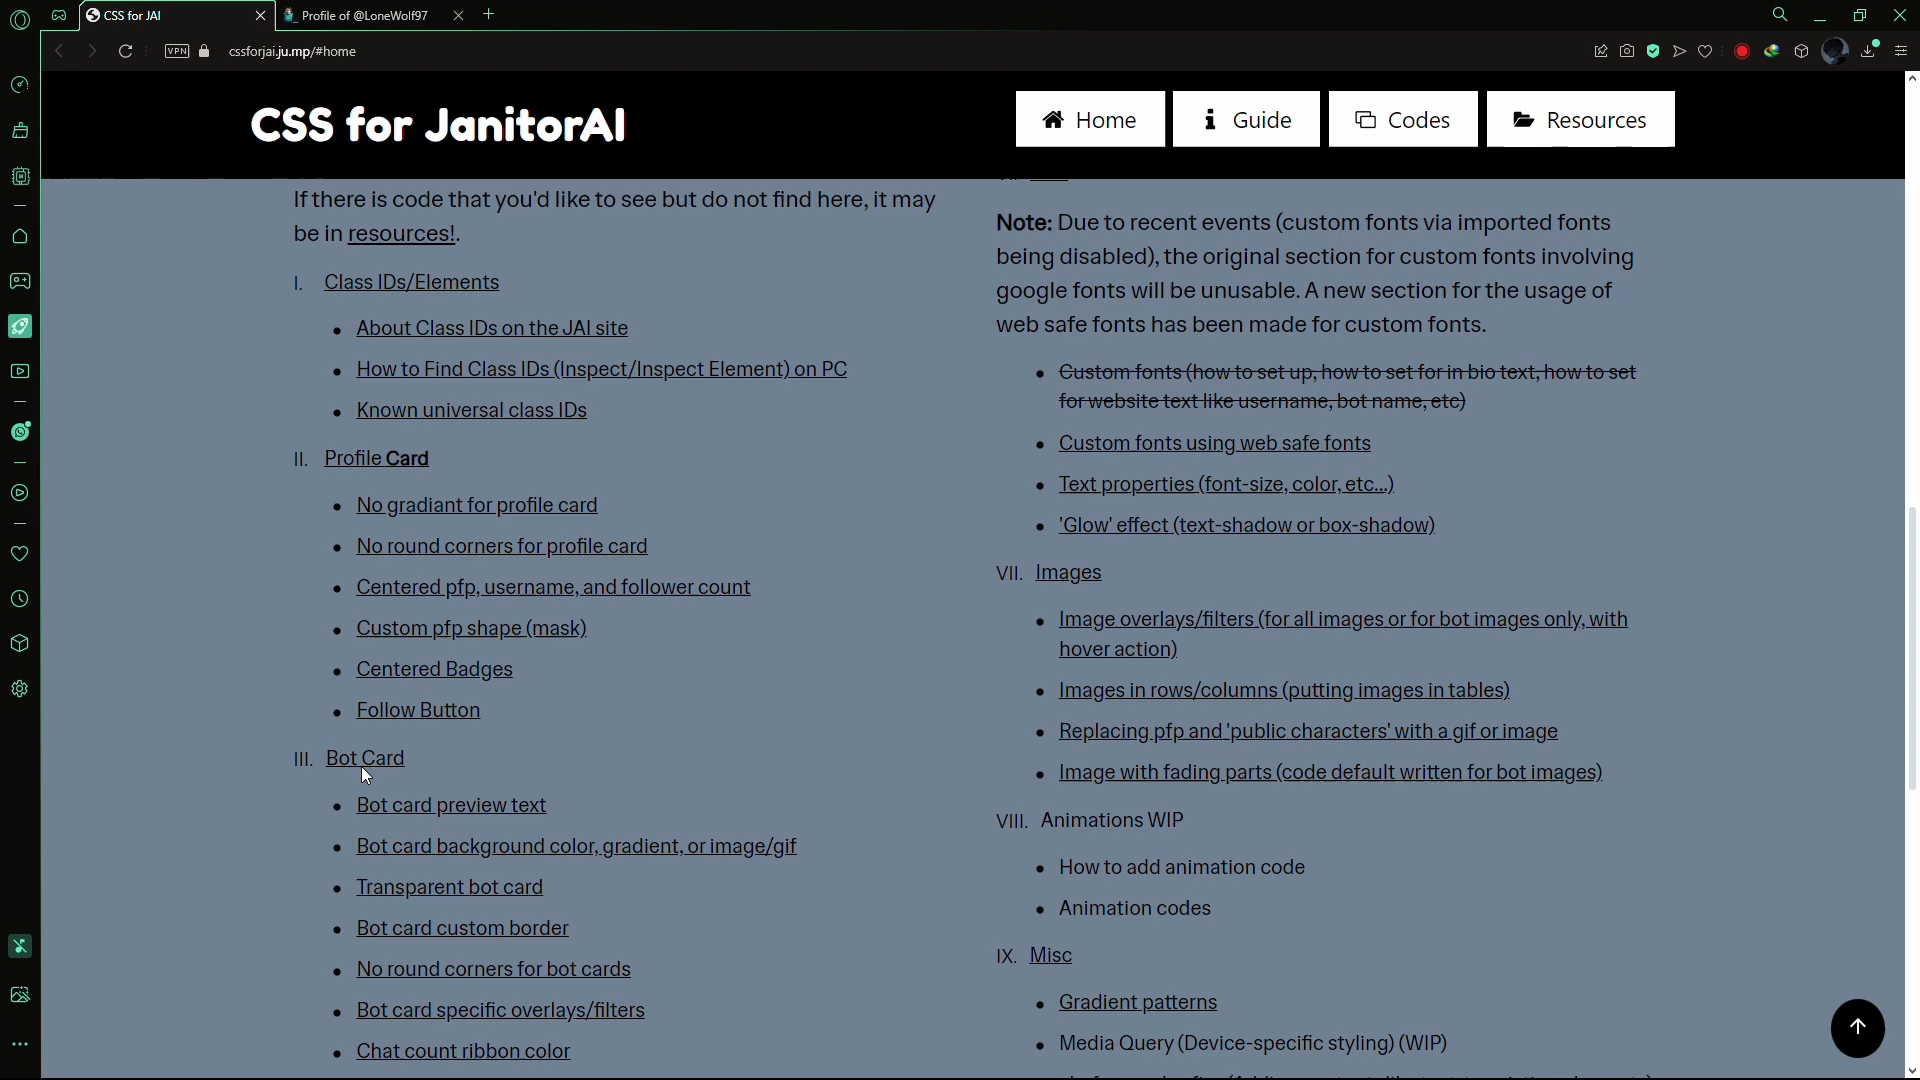 CSS for JAI
Profile of @LoneWolf97
VPN
cssforjai.ju.mp/#home
CSS for JanitorAI
Home
Guide
Codes
Resources
If there is code that you'd like to see but do not find here, it may
be in resources!.
I. Class IDs/Elements
• About Class IDs on the JAI site
• How to Find Class IDs (Inspect/Inspect Element) on PC
• Known universal class IDs
II. Profile Card
• No gradiant for profile card
• No round corners for profile card
• Centered pfp, username, and follower count
• Custom pfp shape (mask)
• Centered Badges
• Follow Button
III. Bot Card
• Bot card preview text
• Bot card background color, gradient, or image/gif
• Transparent bot card
• Bot card custom border
• No round corners for bot cards
• Bot card specific overlays/filters
• Chat count ribbon color
Note: Due to recent events (custom fonts via imported fonts
being disabled), the original section for custom fonts involving
google fonts will be unusable. A new section for the usage of
web safe fonts has been made for custom fonts.
• Custom fonts (how to set up, how to set for in bio text, how to set
for website text like username, bot name, etc)
• Custom fonts using web safe fonts
• Text properties (font-size, color, etc...)
• 'Glow' effect (text-shadow or box-shadow)
VII. Images
• Image overlays/filters (for all images or for bot images only, with
hover action)
• Images in rows/columns (putting images in tables)
• Replacing pfp and 'public characters' with a gif or image
• Image with fading parts (code default written for bot images)
VIII. Animations WIP
• How to add animation code
• Animation codes
IX. Misc
• Gradient patterns
• Media Query (Device-specific styling) (WIP)